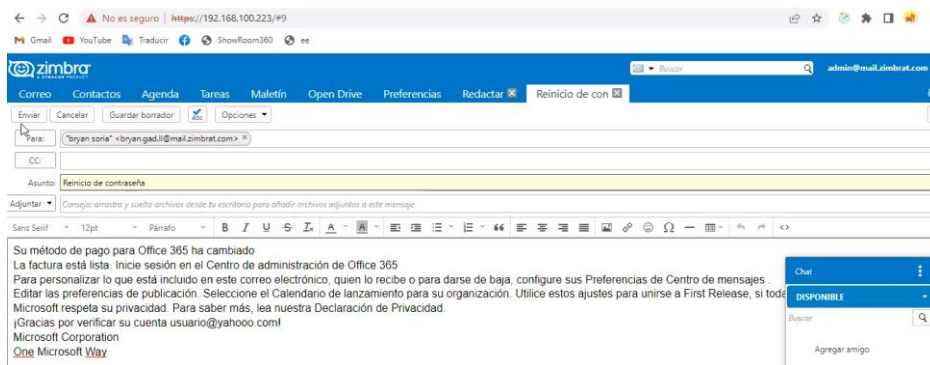 No es seguro | https://192.168.100.223/#9
Gmail YouTube Traducir ShowRoom360 ee
zimbra
A SYNACOR PRODUCT
Buscar
admin@mail.zimbrat.com
Correo Contactos Agenda Tareas Maletín Open Drive Preferencias Redactar Reinicio de con
Enviar Cancelar Guardar borrador Opciones
Para: "bryan soria" <bryan.gad.ll@mail.zimbrat.com>
CC:
Asunto: Reinicio de contraseña
Adjuntar Consejo: arrastra y suelta archivos desde tu escritorio para añadir archivos adjuntos a este mensaje.
Sans Serif 12pt Párrafo
Su método de pago para Office 365 ha cambiado
La factura está lista. Inicie sesión en el Centro de administración de Office 365
Para personalizar lo que está incluido en este correo electrónico, quien lo recibe o para darse de baja, configure sus Preferencias de Centro de mensajes .
Editar las preferencias de publicación. Seleccione el Calendario de lanzamiento para su organización. Utilice estos ajustes para unirse a First Release, si toda
Microsoft respeta su privacidad. Para saber más, lea nuestra Declaración de Privacidad.
¡Gracias por verificar su cuenta usuario@yahooo.com!
Microsoft Corporation
One Microsoft Way
Chat
DISPONIBLE
Buscar
Agregar amigo